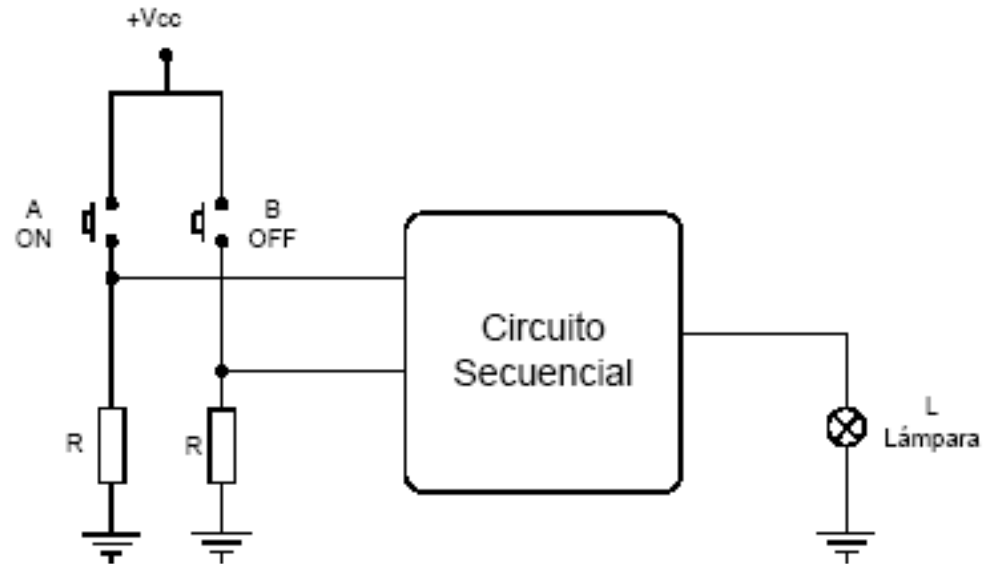 +Vcc
A
ON
B
OFF
Circuito
Secuencial
R
R
L
Lámpara